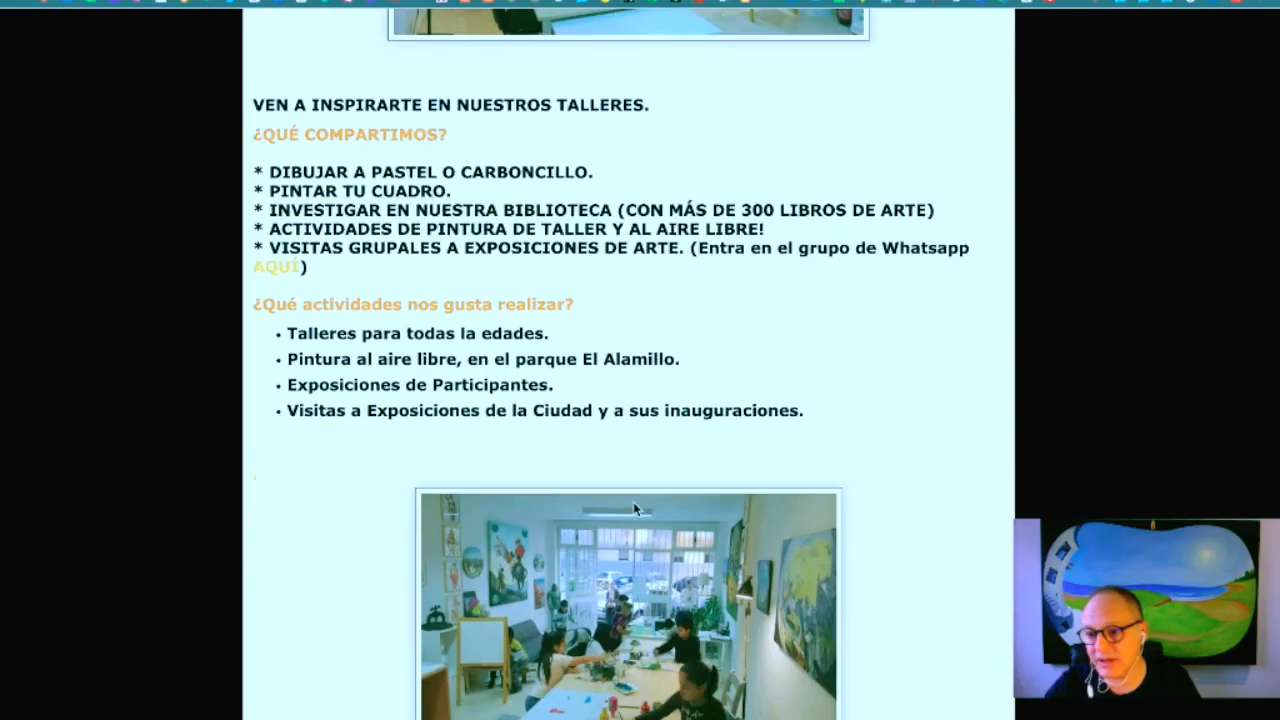 VEN A INSPIRARTE EN NUESTROS TALLERES.
¿QUÉ COMPARTIMOS?
* DIBUJAR A PASTEL O CARBONCILLO.
* PINTAR TU CUADRO.
* INVESTIGAR EN NUESTRA BIBLIOTECA (CON MÁS DE 300 LIBROS DE ARTE)
* ACTIVIDADES DE PINTURA DE TALLER Y AL AIRE LIBRE!
* VISITAS GRUPALES A EXPOSICIONES DE ARTE. (Entra en el grupo de Whatsapp
AQUÍ)
¿Qué actividades nos gusta realizar?
• Talleres para todas la edades.
• Pintura al aire libre, en el parque El Alamillo.
• Exposiciones de Participantes.
• Visitas a Exposiciones de la Ciudad y a sus inauguraciones.